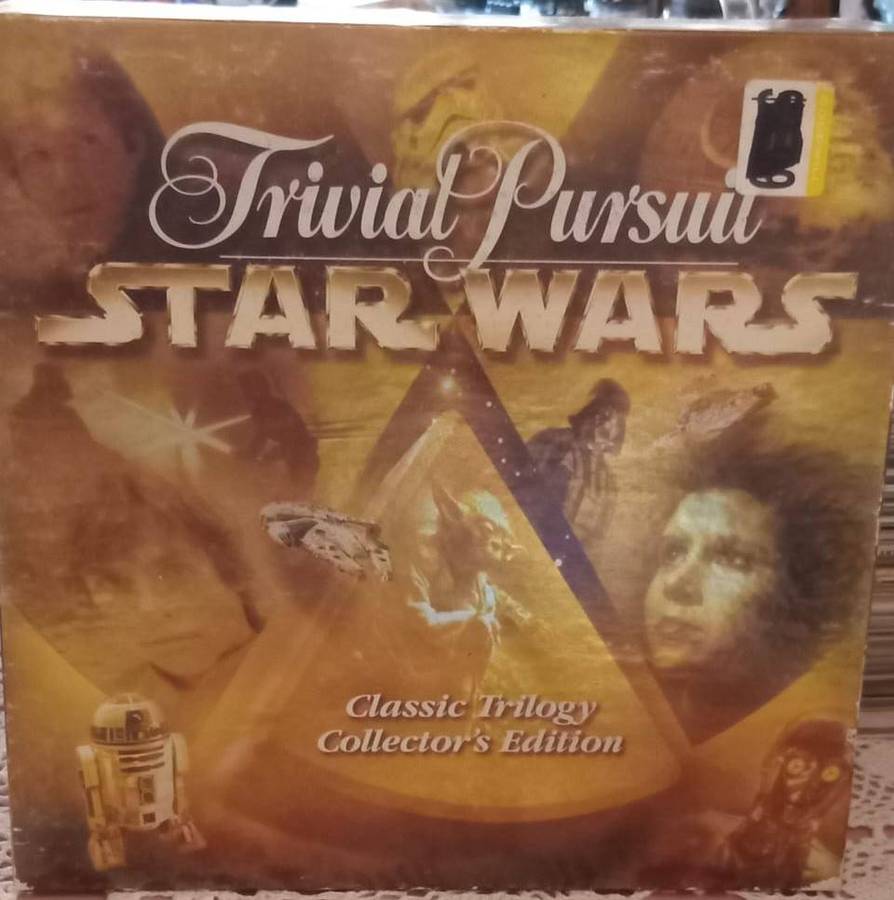 Trivial Pursuit
STAR WARS
Classic Trilogy
Collector's Edition